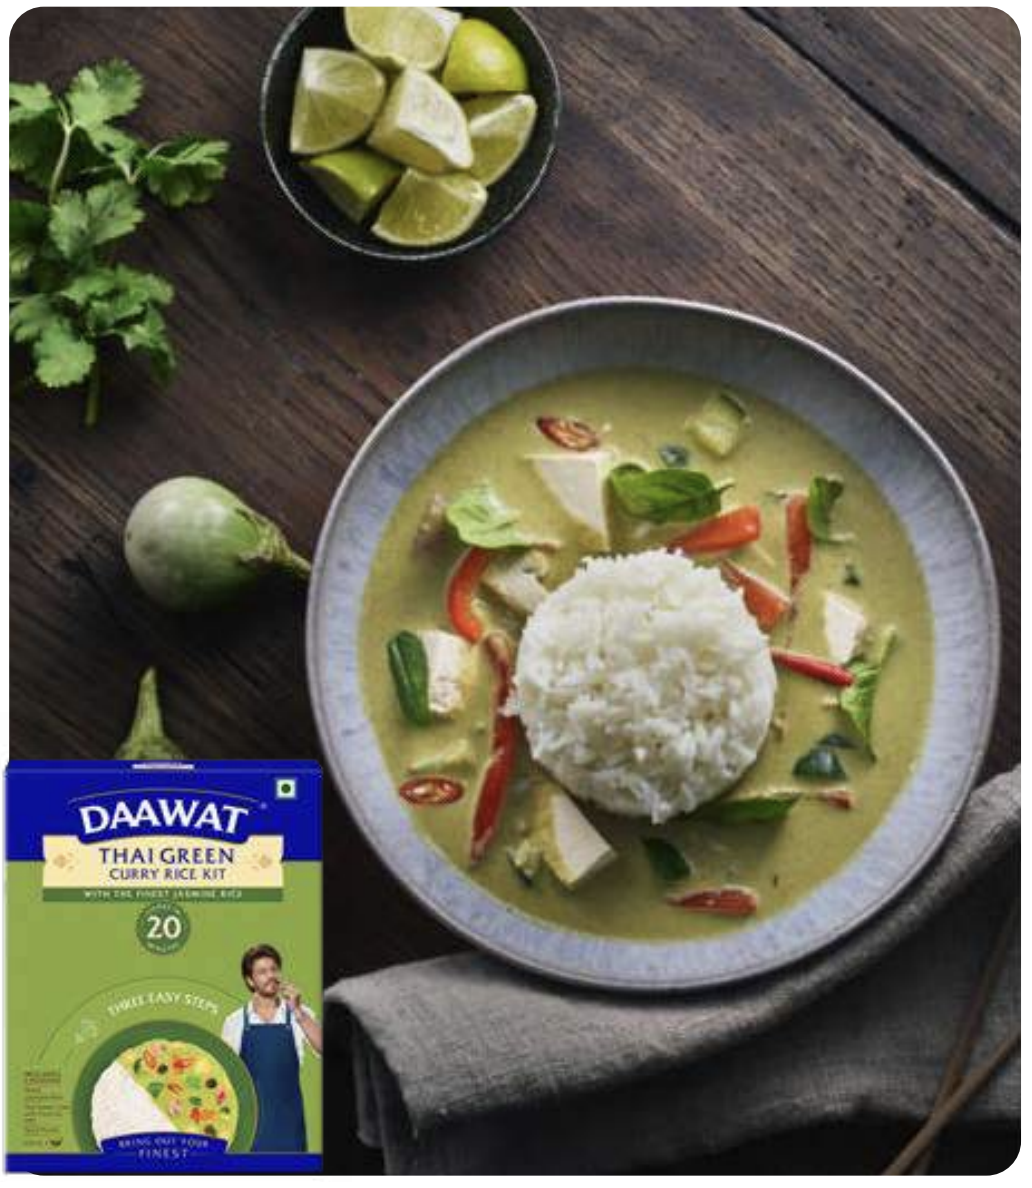 DAAWAT
THAI GREEN
CURRY RICE KIT
WITH THE FINEST JASMINE RICE
20
THREE EASY STEPS
BRING OUT YOUR
FINEST